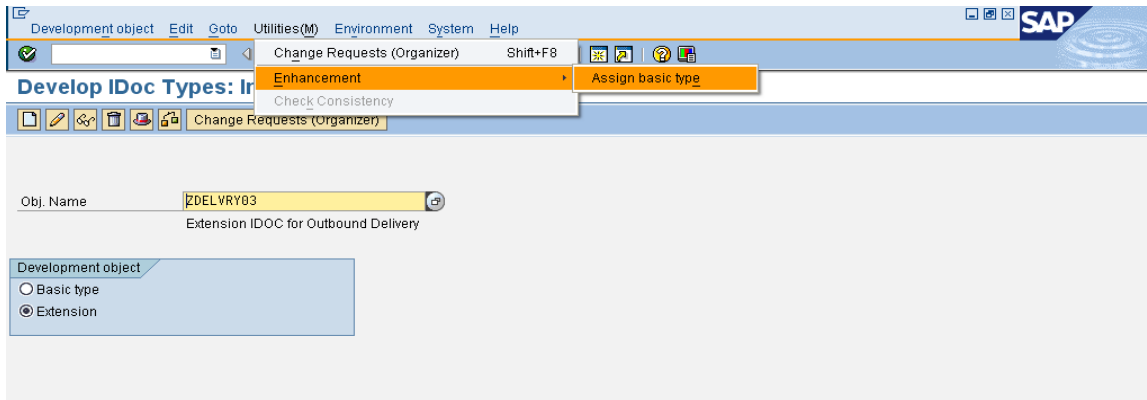 Development object Edit Goto Utilities(M) Environment System Help
SAP
Change Requests (Organizer) Shift+F8
Enhancement Assign basic type
Develop IDoc Types:
Check Consistency
Change Requests (Organizer)
Obj. Name ZDELVRY03
Extension IDOC for Outbound Delivery
Development object
Basic type
Extension